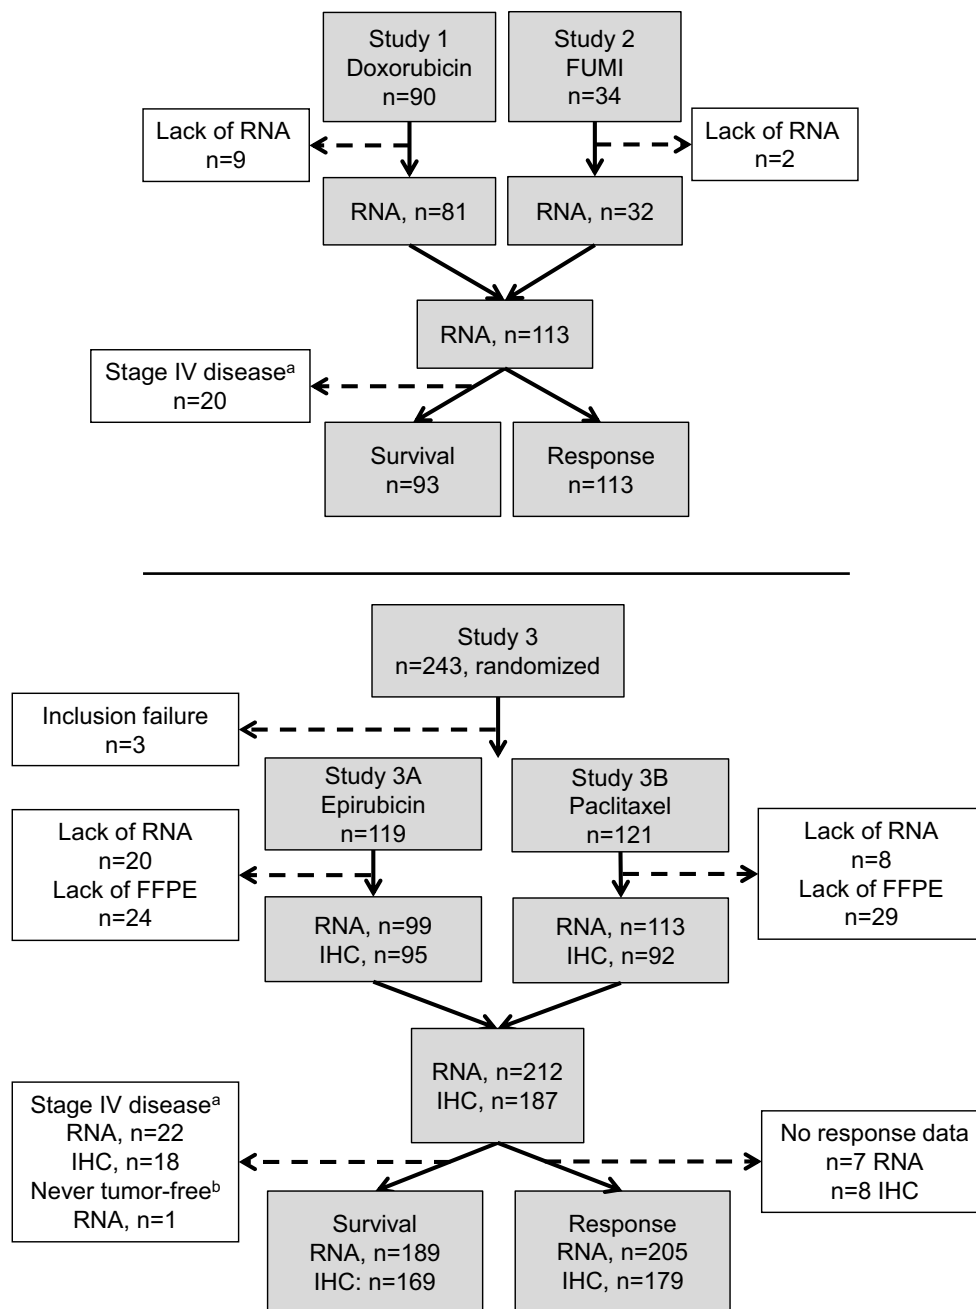 Study 1
Doxorubicin
n=90
Study 2
FUMI
n=34
Lack of RNA
n=9
Lack of RNA
n=2
RNA, n=81
RNA, n=32
RNA, n=113
Stage IV diseaseᵃ
n=20
Survival
n=93
Response
n=113
Study 3
n=243, randomized
Inclusion failure
n=3
Study 3A
Epirubicin
n=119
Study 3B
Paclitaxel
n=121
Lack of RNA
n=20
Lack of FFPE
n=24
Lack of RNA
n=8
Lack of FFPE
n=29
RNA, n=99
IHC, n=95
RNA, n=113
IHC, n=92
RNA, n=212
IHC, n=187
Stage IV diseaseᵃ
RNA, n=22
IHC, n=18
Never tumor-freeᵇ
RNA, n=1
No response data
n=7 RNA
n=8 IHC
Survival
RNA, n=189
IHC: n=169
Response
RNA, n=205
IHC, n=179